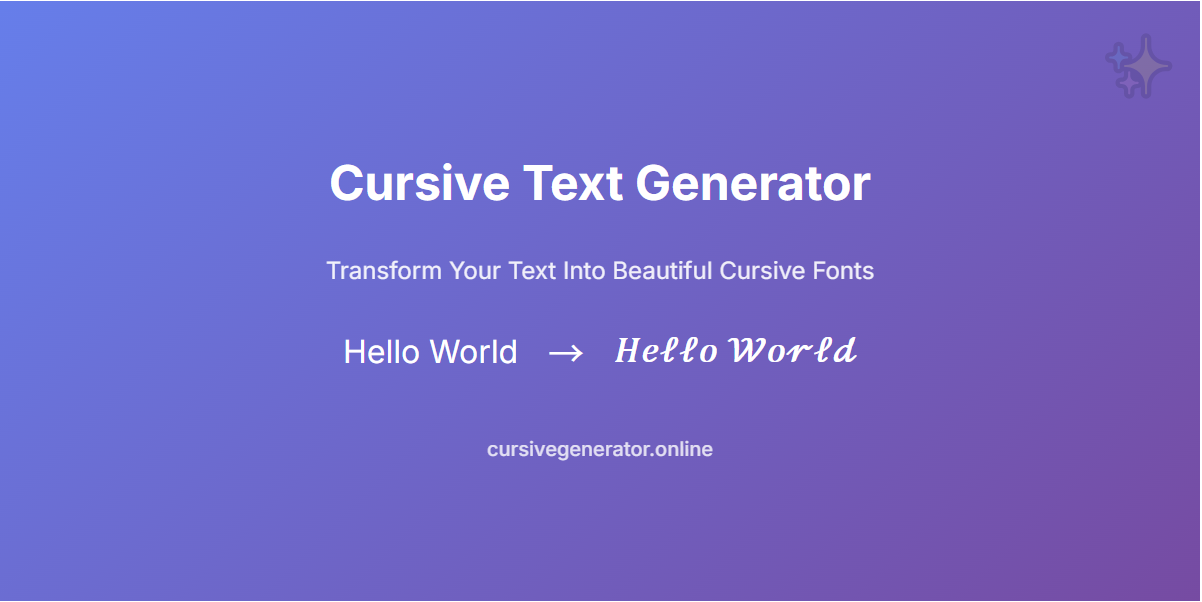 Cursive Text Generator
Transform Your Text Into Beautiful Cursive Fonts
Hello World → 𝓗𝓮𝓵𝓵𝓸 𝓦𝓸𝓻𝓵𝓭
cursivegenerator.online